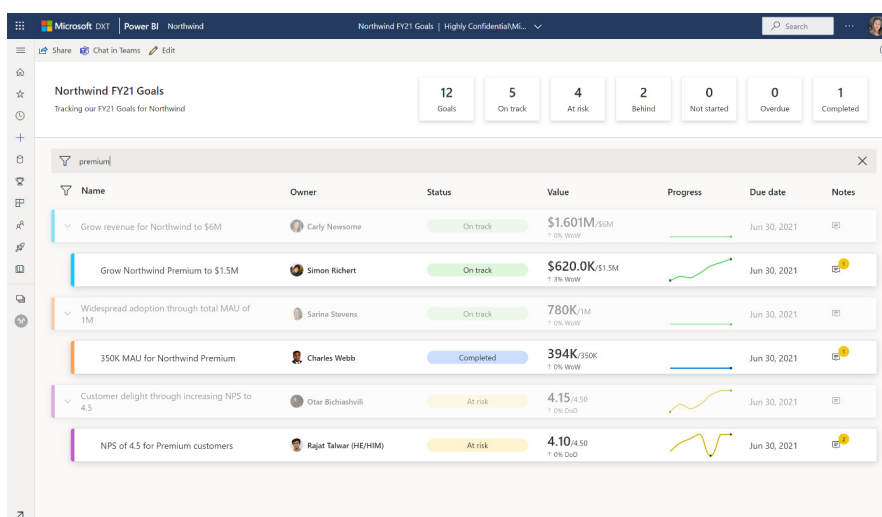 Microsoft DXT Power BI Northwind Northwind FY21 Goals | Highly Confidential\Mi... Search ...
Share Chat in Teams Edit
Northwind FY21 Goals
Tracking our FY21 Goals for Northwind
12 5 4 2 0 0 1
Goals On track At risk Behind Not started Overdue Completed
premium
Name Owner Status Value Progress Due date Notes
Grow revenue for Northwind to $6M Carly Newsome On track $1.601M/$6M Jun 30, 2021
↑ 0% WoW
Grow Northwind Premium to $1.5M Simon Richert On track $620.0K/$1.5M Jun 30, 2021 1
↑ 3% WoW
Widespread adoption through total MAU of
1M Sarina Stevens On track 780K/1M Jun 30, 2021
↑ 0% WoW
350K MAU for Northwind Premium Charles Webb Completed 394K/350K Jun 30, 2021 1
↑ 0% WoW
Customer delight through increasing NPS to
4.5 Otar Bichiashvili At risk 4.15/4.50 Jun 30, 2021
↑ 0% DoD
NPS of 4.5 for Premium customers Rajat Talwar (HE/HIM) At risk 4.10/4.50 Jun 30, 2021 2
↑ 0% DoD